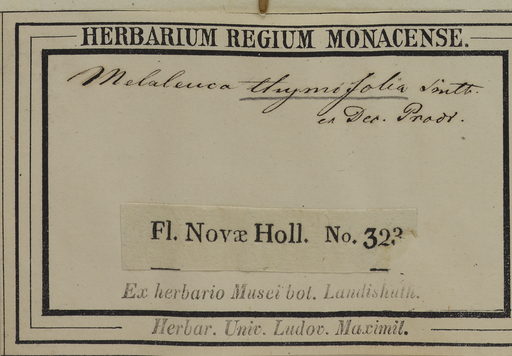 HERBARIUM REGIUM MONACENSE.
Melaleuca thymifolia Smth.
ex Dec. Prodr.
Fl. Novæ Holl. No. 323
Ex herbario Musei bot. Landishuth.
Herbar. Univ. Ludov. Maximil.